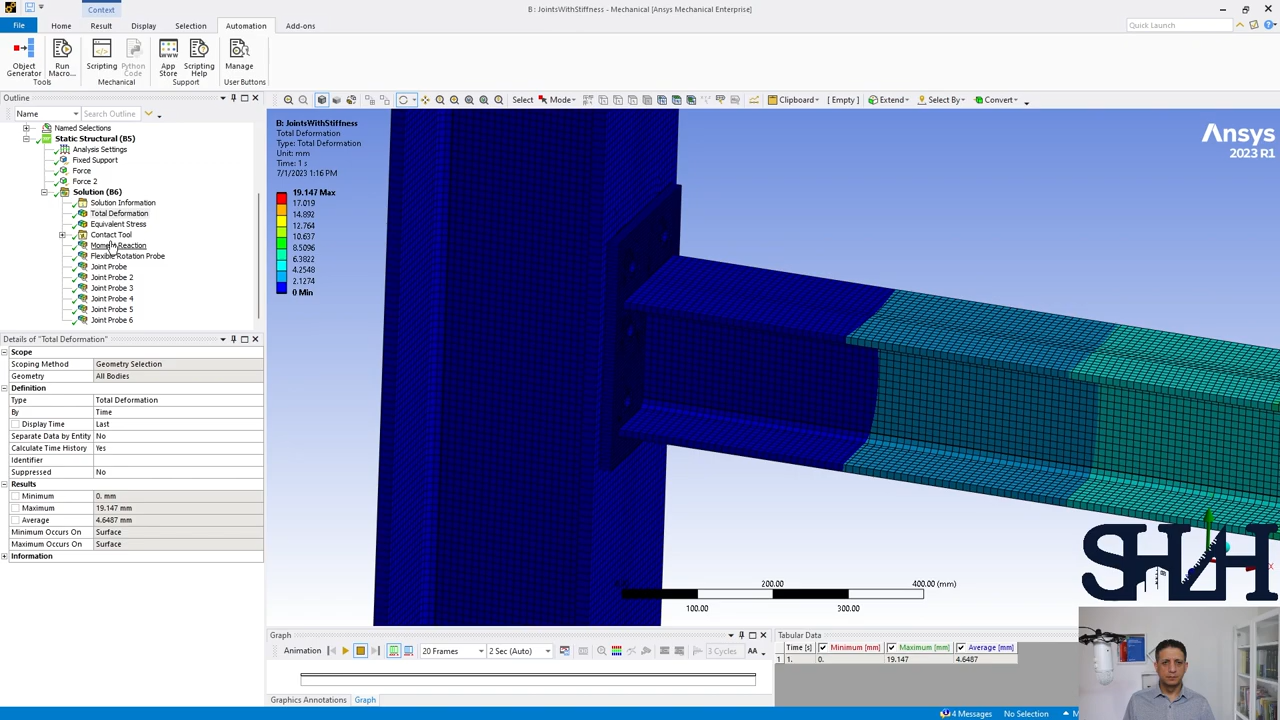 Context
B : JointsWithStiffness - Mechanical [Ansys Mechanical Enterprise]
File Home Result Display Selection Automation Add-ons
Quick Launch
Object Generator
Run Macro...
Scripting
Python Code
App Store
Scripting Help
Manage
Tools Mechanical Support User Buttons
Outline
Select Mode Clipboard [ Empty ] Extend Select By Convert
Name Search Outline
Named Selections
Static Structural (B5)
Analysis Settings
Fixed Support
Force
Force 2
Solution (B6)
Solution Information
Total Deformation
Equivalent Stress
Contact Tool
Moment Reaction
Flexible Rotation Probe
Joint Probe
Joint Probe 2
Joint Probe 3
Joint Probe 4
Joint Probe 5
Joint Probe 6
Details of "Total Deformation"
Scope
Scoping Method Geometry Selection
Geometry All Bodies
Definition
Type Total Deformation
By Time
Display Time Last
Separate Data by Entity No
Calculate Time History Yes
Identifier
Suppressed No
Results
Minimum 0. mm
Maximum 19.147 mm
Average 4.6487 mm
Minimum Occurs On Surface
Maximum Occurs On Surface
Information
B: JointsWithStiffness
Total Deformation
Type: Total Deformation
Unit: mm
Time: 1 s
7/1/2023 1:16 PM
19.147 Max
17.019
14.892
12.764
10.637
8.5096
6.3822
4.2548
2.1274
0 Min
Ansys
2023 R1
200.00 400.00 (mm)
100.00 300.00
Graph
Animation 20 Frames 2 Sec (Auto) 3 Cycles
Graphics Annotations Graph
Tabular Data
Time [s] Minimum [mm] Maximum [mm] Average [mm]
1 1. 0. 19.147 4.6487
4 Messages No Selection